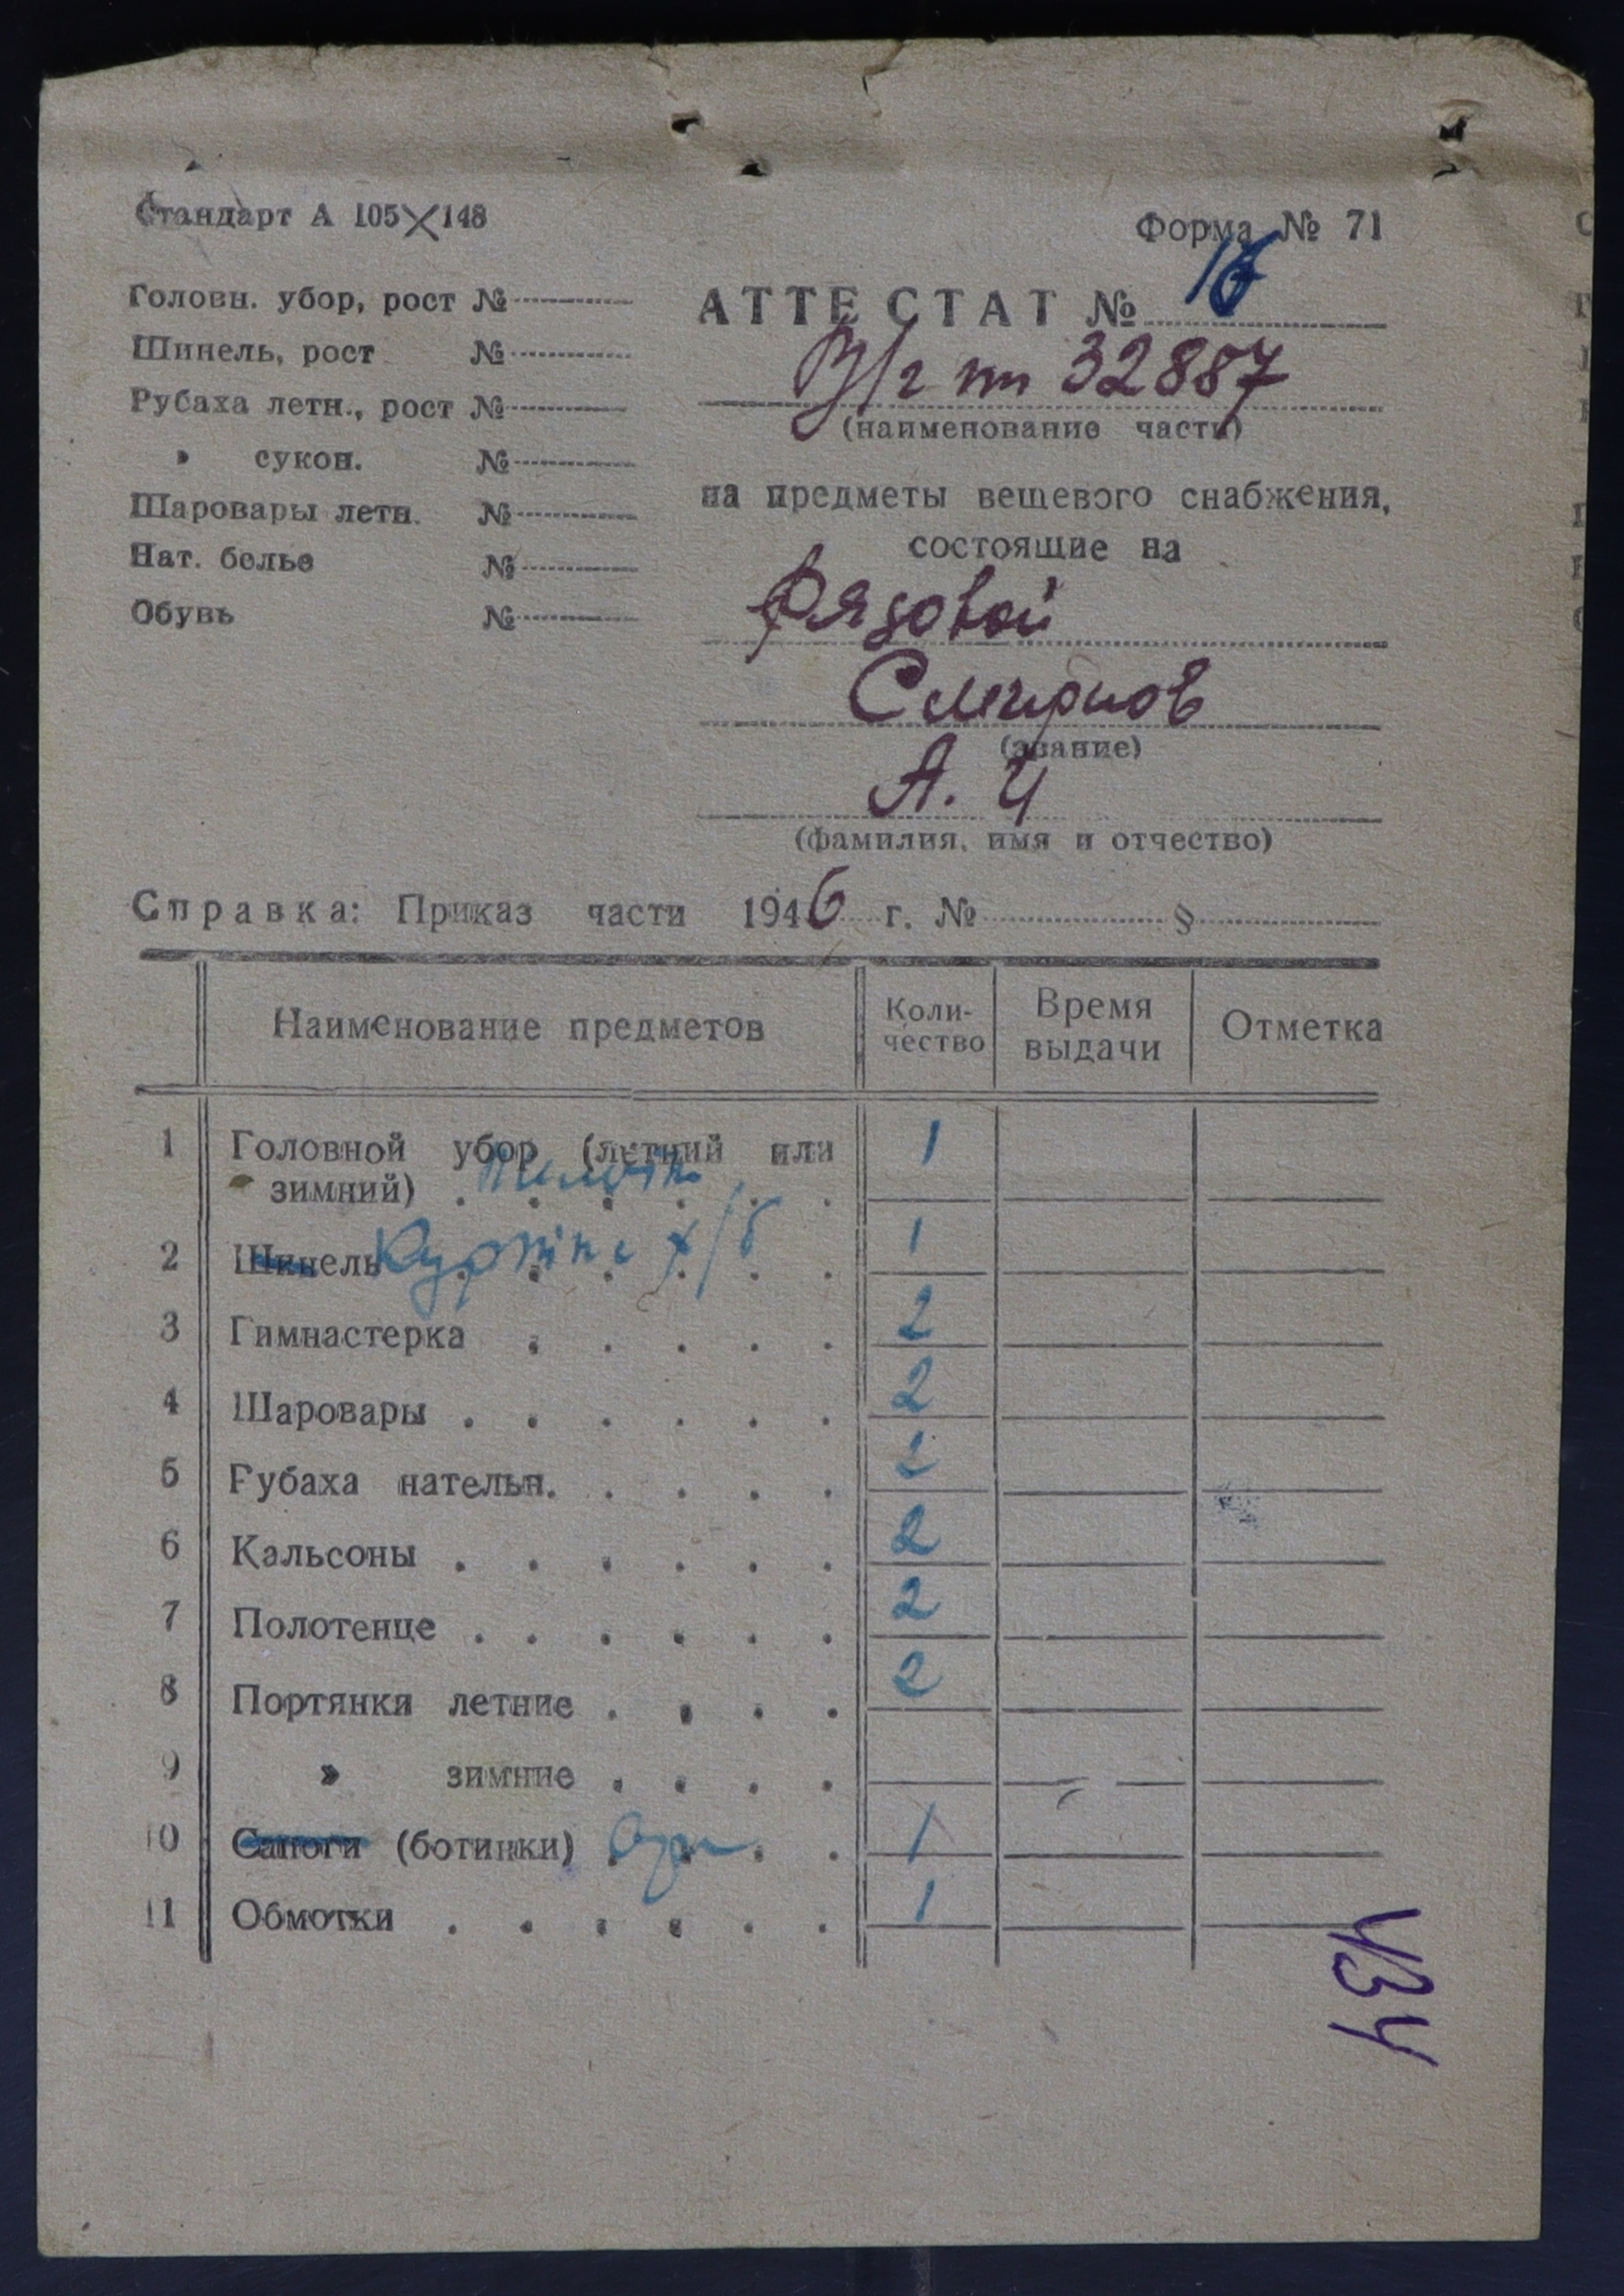 Стандарт А 105×148
Форма № 71
Головн. убор, рост №
Шинель, рост №
Рубаха летн., рост №
» сукон. №
Шаровары летн. №
Нат. белье №
Обувь №
АТТЕСТАТ № 16
В/г пп 32887
(наименование части)
на предметы вещевого снабжения,
состоящие на
Рядовой
Смирнов
(звание)
А. И
(фамилия, имя и отчество)
Справка: Приказ части 1946 г. № §
Наименование предметов Коли-чество Время выдачи Отметка
1 Головной убор (летний или 1
зимний) Пилотка
2 Шинель Куртка х/б 1
3 Гимнастерка 2
4 Шаровары 2
5 Рубаха нательн. 2
6 Кальсоны 2
7 Полотенце 2
8 Портянки летние 2
9 » зимние
10 Сапоги (ботинки) 1
11 Обмотки 1
434